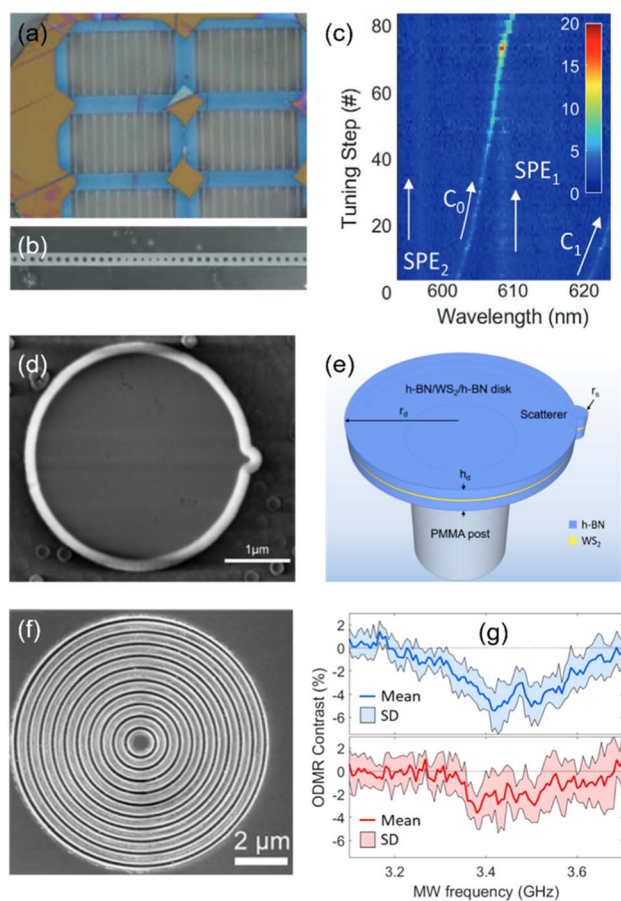 (a)
(b)
(c)
Tuning Step (#)
80
60
40
20
0
20
15
10
5
0
SPE₂
C₀
SPE₁
C₁
600
610
620
Wavelength (nm)
(d)
1μm
(e)
h-BN/WS₂/h-BN disk
r_d
Scatterer
r_s
h_d
PMMA post
h-BN
WS₂
(f)
2 μm
(g)
ODMR Contrast (%)
2
0
-2
-4
-6
Mean
SD
2
0
-2
-4
-6
Mean
SD
3.2
3.4
3.6
MW frequency (GHz)